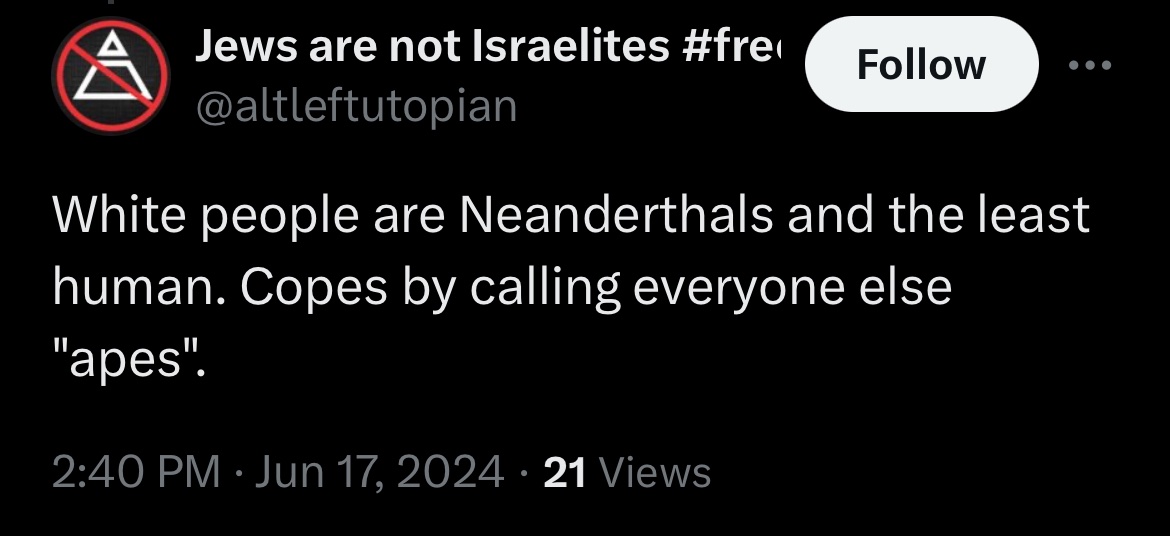 Jews are not Israelites #fre
Follow
@altleftutopian
White people are Neanderthals and the least
human. Copes by calling everyone else
"apes".
2:40 PM · Jun 17, 2024 · 21 Views